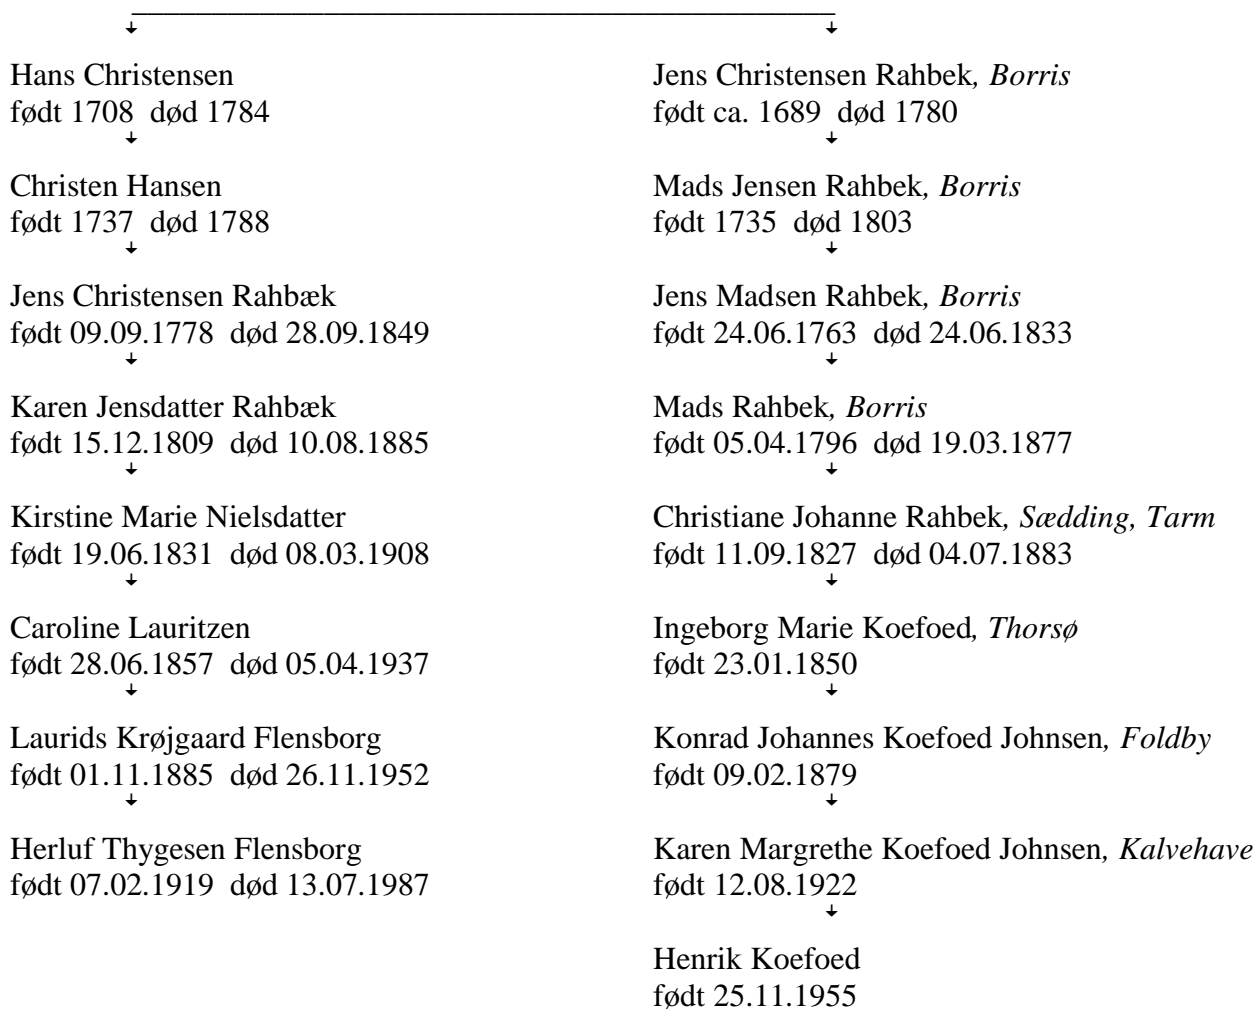 Hans Christensen
født 1708 død 1784
Christen Hansen
født 1737 død 1788
Jens Christensen Rahbæk
født 09.09.1778 død 28.09.1849
Karen Jensdatter Rahbæk
født 15.12.1809 død 10.08.1885
Kirstine Marie Nielsdatter
født 19.06.1831 død 08.03.1908
Caroline Lauritzen
født 28.06.1857 død 05.04.1937
Laurids Krøjgaard Flensborg
født 01.11.1885 død 26.11.1952
Herluf Thygesen Flensborg
født 07.02.1919 død 13.07.1987
Jens Christensen Rahbek, Borris
født ca. 1689 død 1780
Mads Jensen Rahbek, Borris
født 1735 død 1803
Jens Madsen Rahbek, Borris
født 24.06.1763 død 24.06.1833
Mads Rahbek, Borris
født 05.04.1796 død 19.03.1877
Christiane Johanne Rahbek, Sædding, Tarm
født 11.09.1827 død 04.07.1883
Ingeborg Marie Koefoed, Thorsø
født 23.01.1850
Konrad Johannes Koefoed Johnsen, Foldby
født 09.02.1879
Karen Margrethe Koefoed Johnsen, Kalvehave
født 12.08.1922
Henrik Koefoed
født 25.11.1955